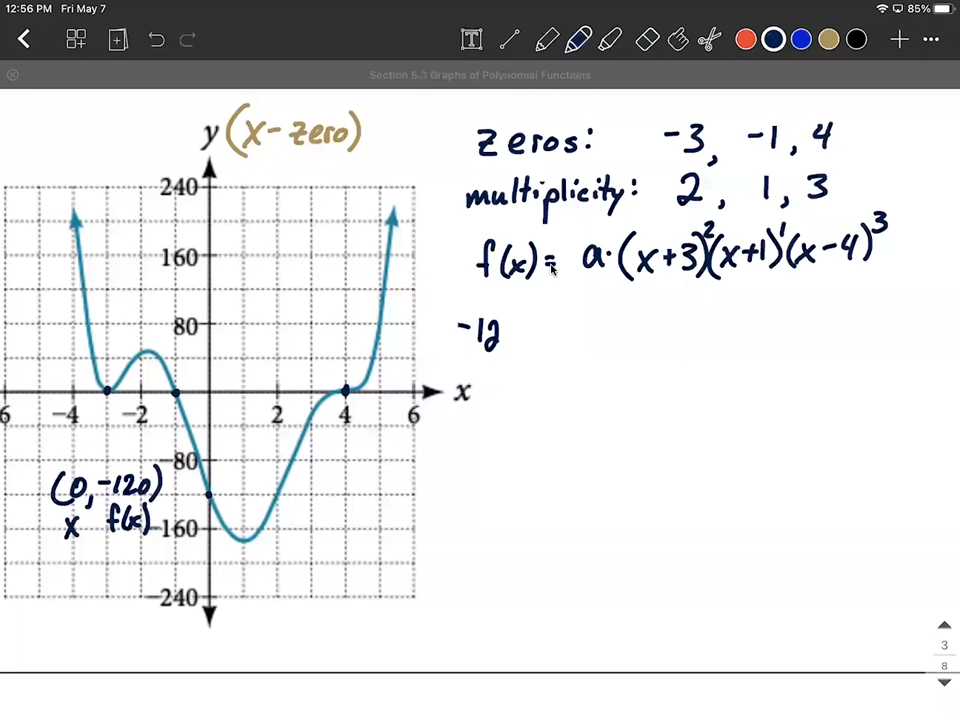 12:56 PM Fri May 7
85%
Section 5.3 Graphs of Polynomial Functions
y (x - zero)
zeros: -3, -1, 4
multiplicity: 2, 1, 3
f(x) = a·(x+3)²(x+1)¹(x-4)³
-12
240
160
80
6 -4 -2 2 4 6 x
-80
(0, -120)
x f(x)
-160
-240
3
8